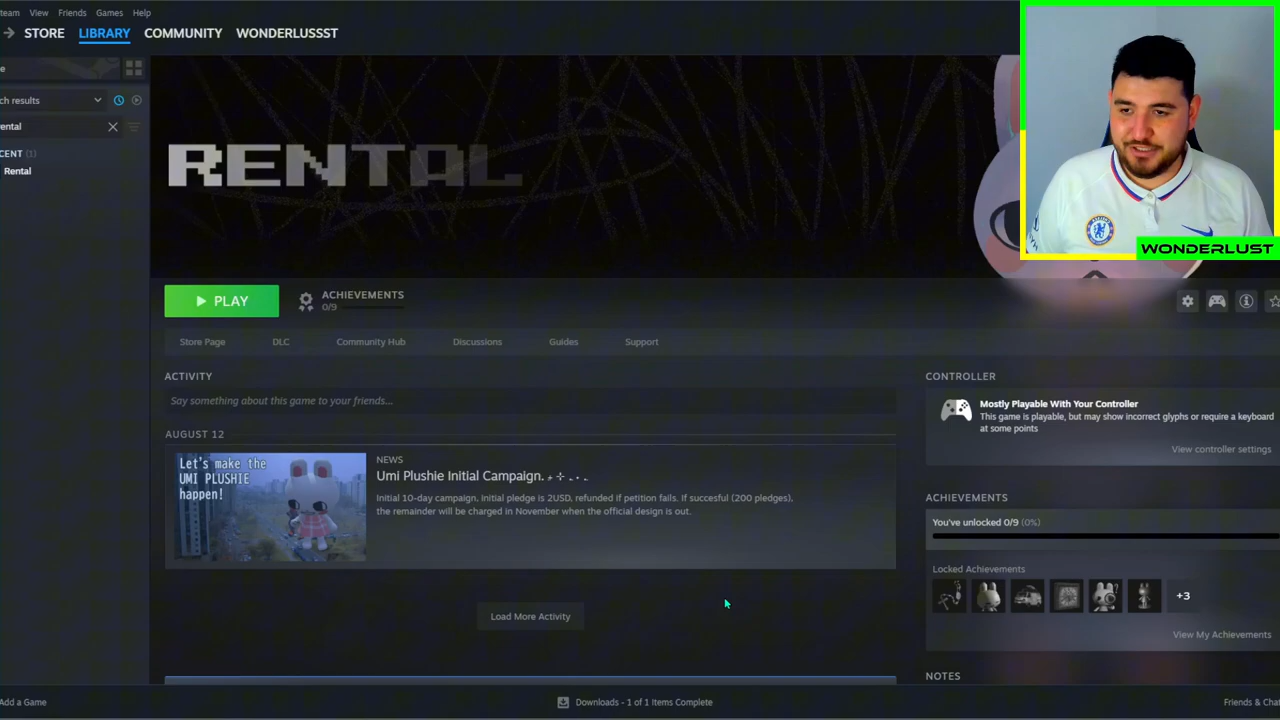 team View Friends Games Help
STORE LIBRARY COMMUNITY WONDERLUSSST
e
ch results
ental
CENT (1)
Rental
RENTAL
WONDERLUST
PLAY
ACHIEVEMENTS
0/9
Store Page DLC Community Hub Discussions Guides Support
ACTIVITY
Say something about this game to your friends...
AUGUST 12
Let's make the
UMI PLUSHIE
happen!
NEWS
Umi Plushie Initial Campaign.
Initial 10-day campaign, initial pledge is 2USD, refunded if petition fails. If succesful (200 pledges),
the remainder will be charged in November when the official design is out.
Load More Activity
CONTROLLER
Mostly Playable With Your Controller
This game is playable, but may show incorrect glyphs or require a keyboard
at some points
View controller settings
ACHIEVEMENTS
You've unlocked 0/9 (0%)
Locked Achievements
+3
View My Achievements
NOTES
Add a Game
Downloads - 1 of 1 Items Complete
Friends & Cha